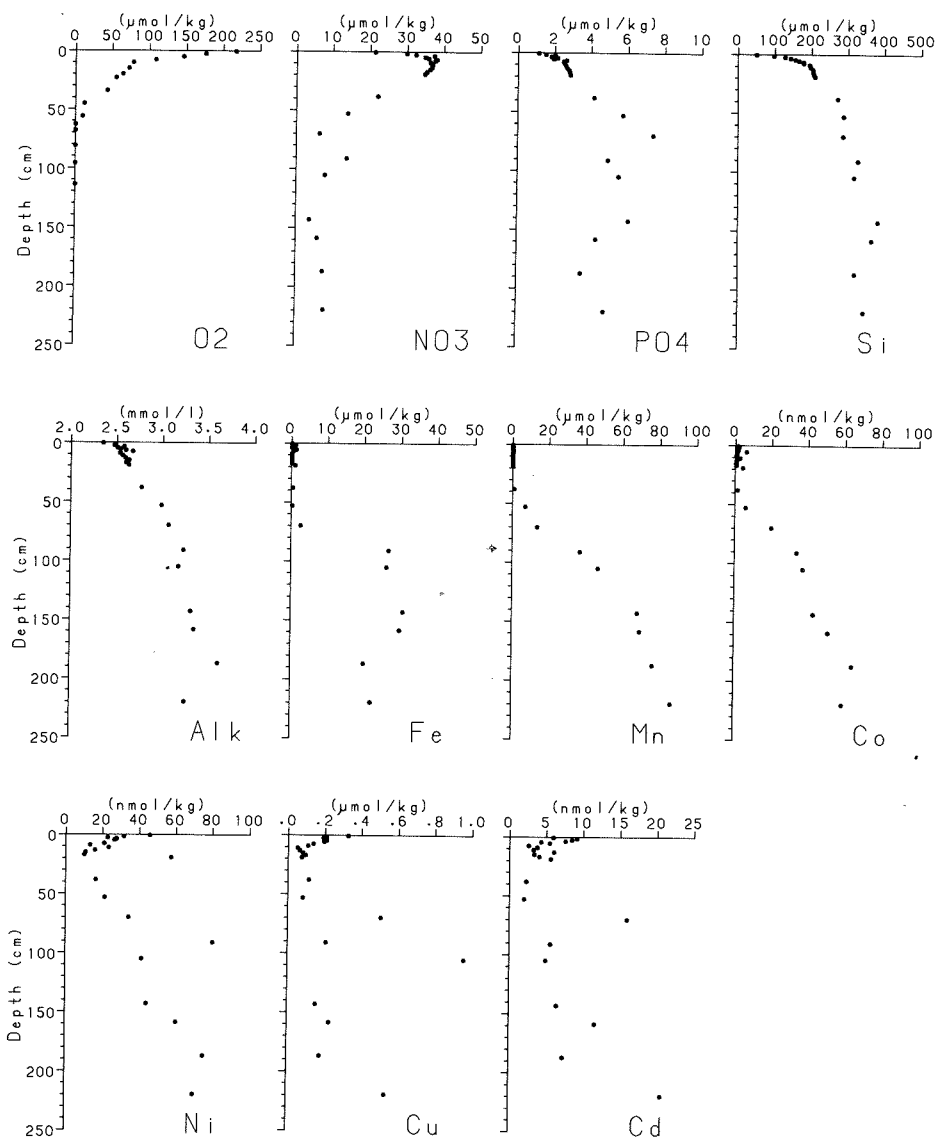 (μmol/kg) (μmol/kg) (μmol/kg) (μmol/kg)
0 50 100 150 200 250 0 10 20 30 40 50 0 2 4 6 8 10 0 100 200 300 400 500
0
50
100
150
200
250
Depth (cm)
O2 NO3 PO4 Si
(mmol/l) (μmol/kg) (μmol/kg) (nmol/kg)
2.0 2.5 3.0 3.5 4.0 0 10 20 30 40 50 0 20 40 60 80 100 0 20 40 60 80 100
0
50
100
150
200
250
Depth (cm)
Alk Fe Mn Co
(nmol/kg) (μmol/kg) (nmol/kg)
0 20 40 60 80 100 .0 .2 .4 .6 .8 1.0 0 5 10 15 20 25
0
50
100
150
200
250
Depth (cm)
Ni Cu Cd